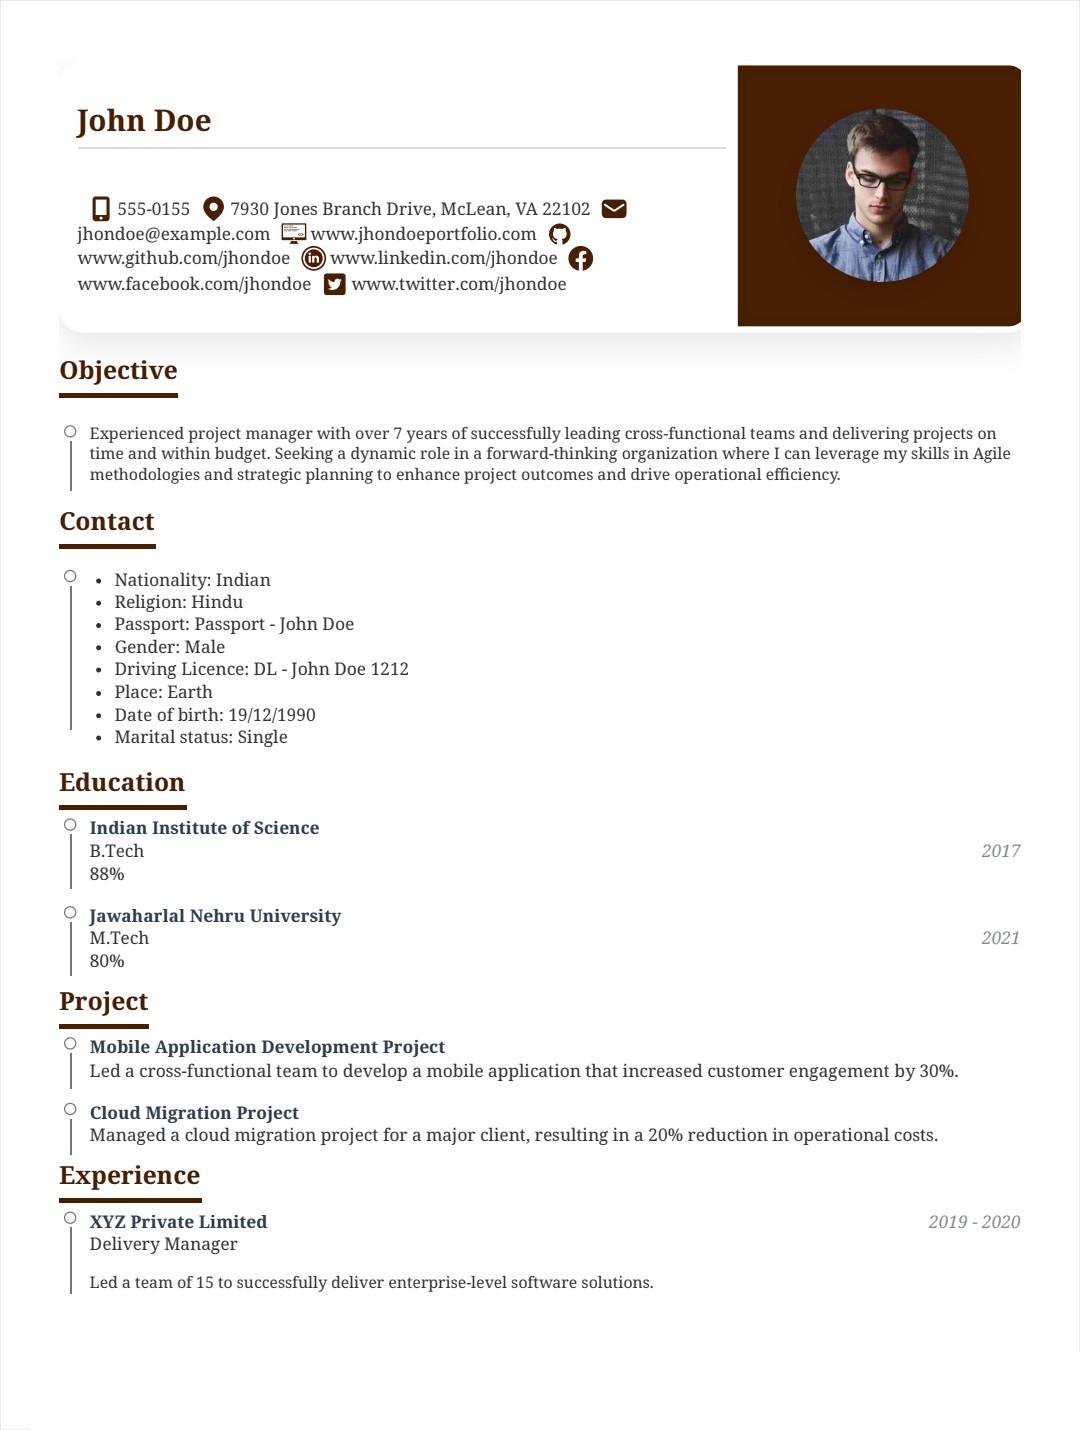 John Doe
555-0155 7930 Jones Branch Drive, McLean, VA 22102
jhondoe@example.com www.jhondoeportfolio.com
www.github.com/jhondoe www.linkedin.com/jhondoe
www.facebook.com/jhondoe www.twitter.com/jhondoe
Objective
Experienced project manager with over 7 years of successfully leading cross-functional teams and delivering projects on
time and within budget. Seeking a dynamic role in a forward-thinking organization where I can leverage my skills in Agile
methodologies and strategic planning to enhance project outcomes and drive operational efficiency.
Contact
• Nationality: Indian
• Religion: Hindu
• Passport: Passport - John Doe
• Gender: Male
• Driving Licence: DL - John Doe 1212
• Place: Earth
• Date of birth: 19/12/1990
• Marital status: Single
Education
Indian Institute of Science
B.Tech 2017
88%
Jawaharlal Nehru University
M.Tech 2021
80%
Project
Mobile Application Development Project
Led a cross-functional team to develop a mobile application that increased customer engagement by 30%.
Cloud Migration Project
Managed a cloud migration project for a major client, resulting in a 20% reduction in operational costs.
Experience
XYZ Private Limited 2019 - 2020
Delivery Manager
Led a team of 15 to successfully deliver enterprise-level software solutions.